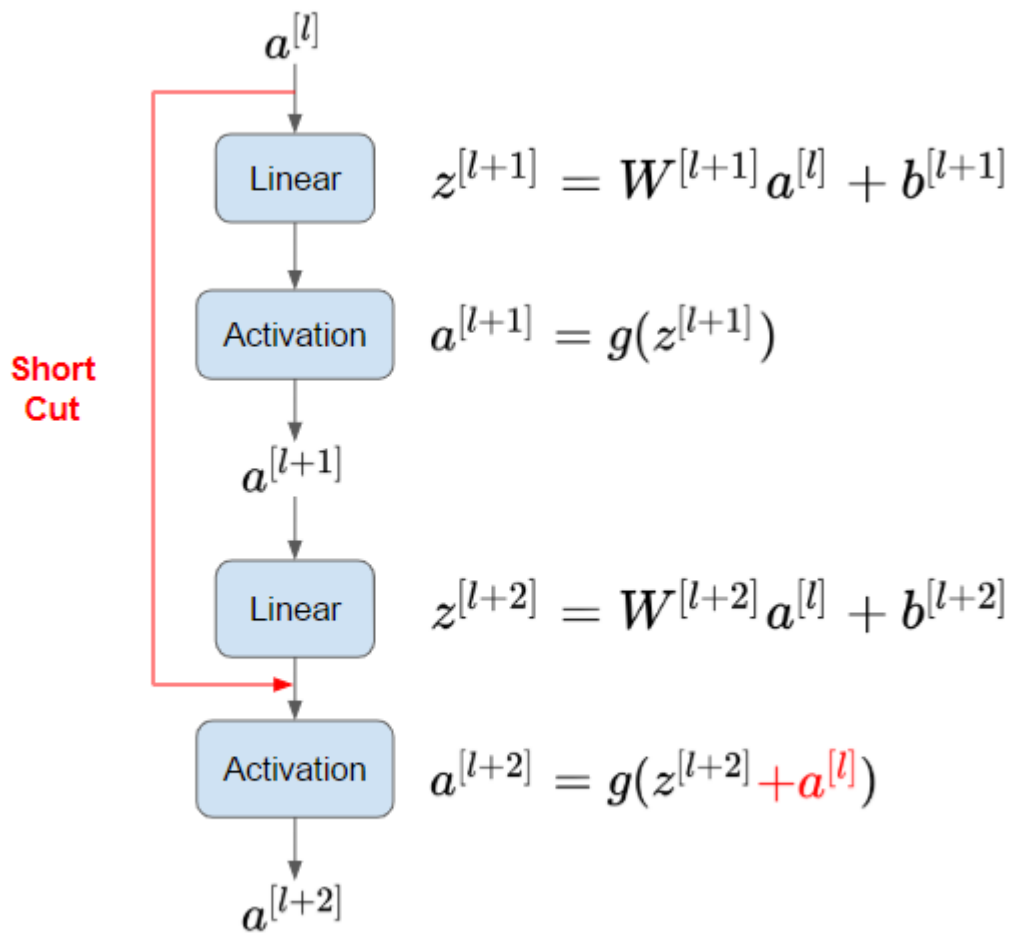 a^{[l]}
Linear
z^{[l+1]} = W^{[l+1]}a^{[l]} + b^{[l+1]}
Activation
a^{[l+1]} = g(z^{[l+1]})
Short
Cut
a^{[l+1]}
Linear
z^{[l+2]} = W^{[l+2]}a^{[l]} + b^{[l+2]}
Activation
a^{[l+2]} = g(z^{[l+2]}+a^{[l]})
a^{[l+2]}